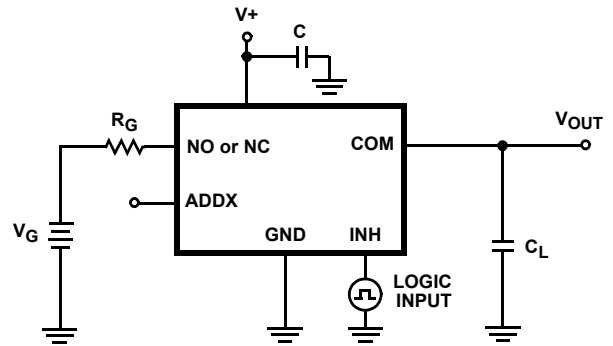 V+
C
RG
NO or NC
COM
VOUT
ADDX
VG
GND
INH
CL
LOGIC
INPUT